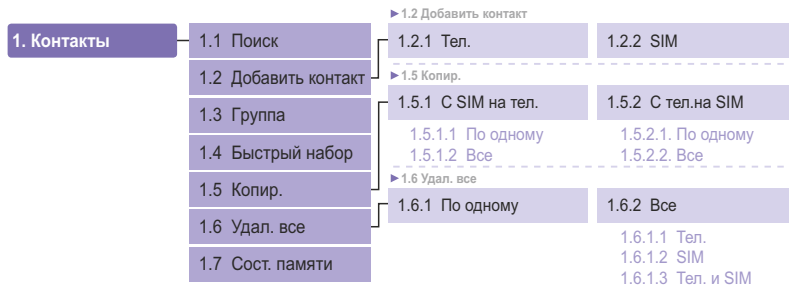 1. Контакты
1.1 Поиск
1.2 Добавить контакт
1.3 Группа
1.4 Быстрый набор
1.5 Копир.
1.6 Удал. все
1.7 Сост. памяти
►1.2 Добавить контакт
1.2.1 Тел.
1.2.2 SIM
►1.5 Копир.
1.5.1 С SIM на тел.
1.5.1.1 По одному
1.5.1.2 Все
1.5.2 С тел.на SIM
1.5.2.1. По одному
1.5.2.2. Все
►1.6 Удал. все
1.6.1 По одному
1.6.2 Все
1.6.1.1 Тел.
1.6.1.2 SIM
1.6.1.3 Тел. и SIM